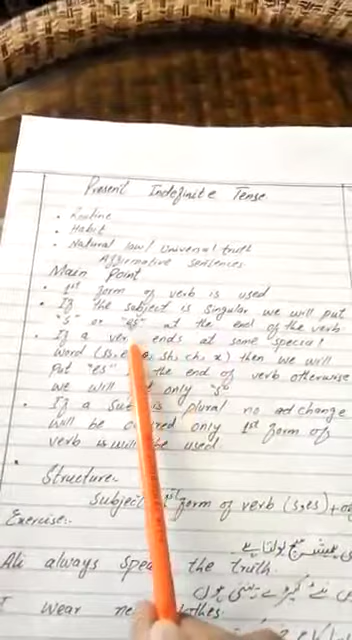 Present Indefinite Tense
• Routine
• Habit
• Natural law / Universal truth
Affirmative sentences
Main Point
• 1st form of verb is used
• If the subject is singular we will put
"s" or "es" at the end of the verb
• If a verb ends at some special
word (ss, sh, ch, x) then we will
put "es" the end of verb otherwise
we will only "s"
• If a sub is plural no ad change
will be only 1st form of
verb is will be used
Structure:-
Subject 1st form of verb (s,es) +
Exercise:-
Ali always the truth
I wear